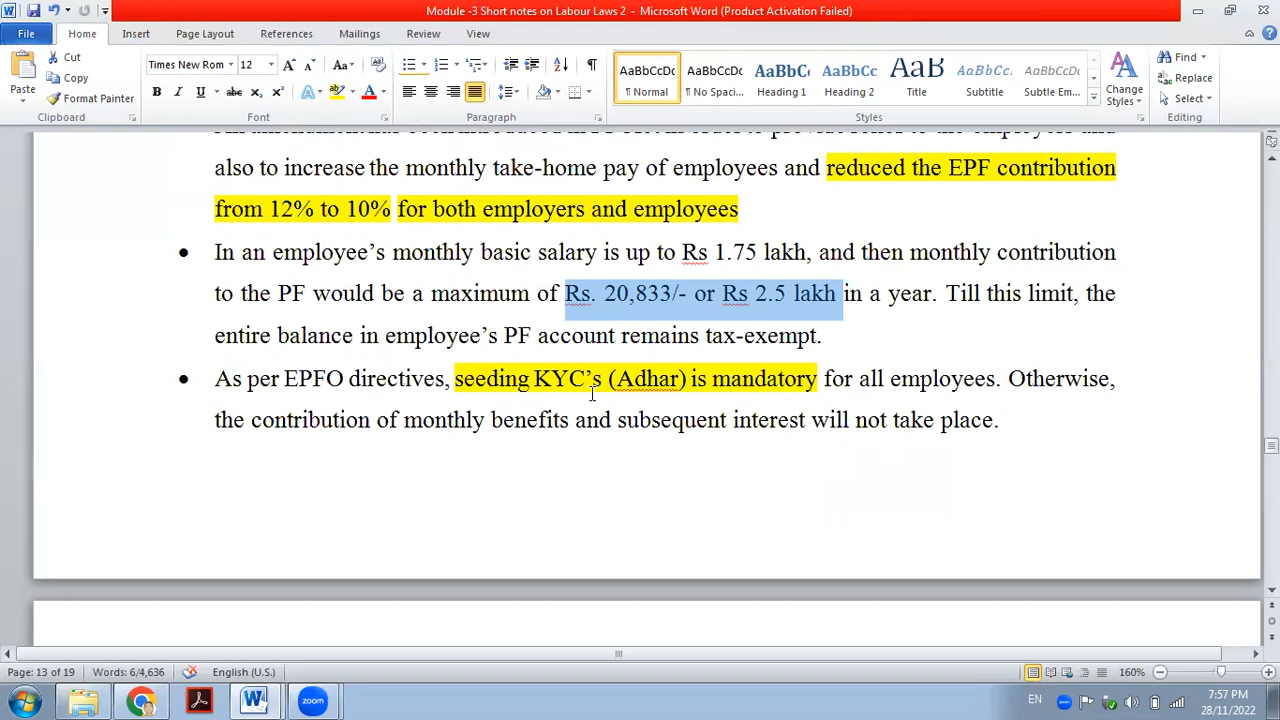 Module -3 Short notes on Labour Laws 2 - Microsoft Word (Product Activation Failed)
File Home Insert Page Layout References Mailings Review View
Paste
Cut
Copy
Format Painter
Clipboard
Times New Rom 12
Font
Paragraph
AaBbCcDc
¶ Normal
AaBbCcDc
¶ No Spaci...
AaBbCc
Heading 1
AaBbCc
Heading 2
AaB
Title
AaBbCc.
Subtitle
AaBbCcDc
Subtle Em...
Change
Styles
Styles
Find
Replace
Select
Editing
also to increase the monthly take-home pay of employees and reduced the EPF contribution
from 12% to 10% for both employers and employees
• In an employee’s monthly basic salary is up to Rs 1.75 lakh, and then monthly contribution
to the PF would be a maximum of Rs. 20,833/- or Rs 2.5 lakh in a year. Till this limit, the
entire balance in employee’s PF account remains tax-exempt.
• As per EPFO directives, seeding KYC’s (Adhar) is mandatory for all employees. Otherwise,
the contribution of monthly benefits and subsequent interest will not take place.
Page: 13 of 19 Words: 6/4,636 English (U.S.) 160%
zoom
EN
7:57 PM
28/11/2022